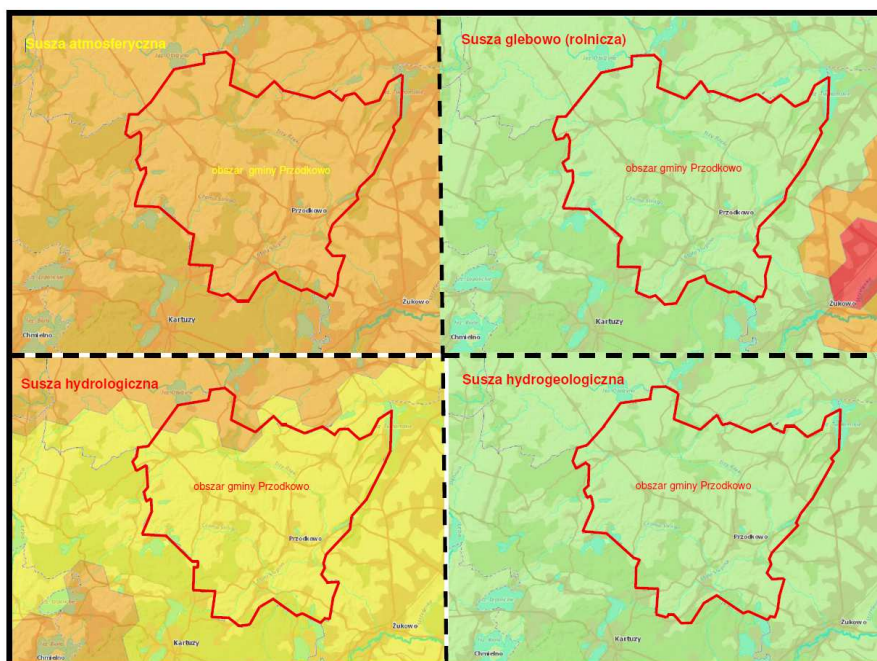 Susza atmosferyczna
obszar gminy Przodkowo
Przodkowo
Żukowo
Kartuzy
Chmielno
Susza glebowo (rolnicza)
obszar gminy Przodkowo
Przodkowo
Żukowo
Kartuzy
Chmielno
Susza hydrologiczna
obszar gminy Przodkowo
Przodkowo
Żukowo
Kartuzy
Chmielno
Susza hydrogeologiczna
obszar gminy Przodkowo
Przodkowo
Żukowo
Kartuzy
Chmielno